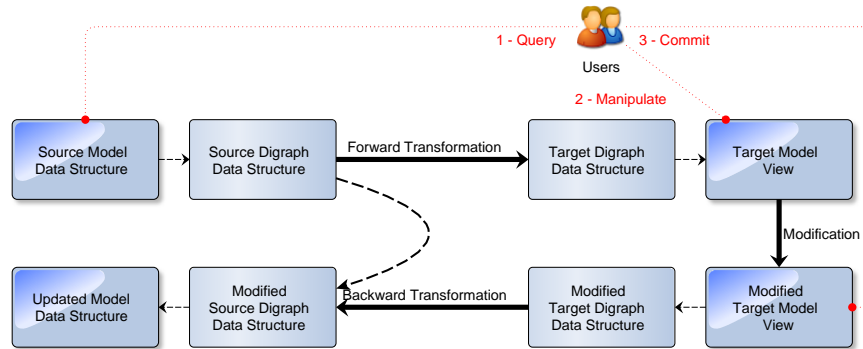 1 - Query
3 - Commit
Users
2 - Manipulate
Source Model
Data Structure
Source Digraph
Data Structure
Forward Transformation
Target Digraph
Data Structure
Target Model
View
Modification
Updated Model
Data Structure
Modified
Source Digraph
Data Structure
Backward Transformation
Modified
Target Digraph
Data Structure
Modified
Target Model
View